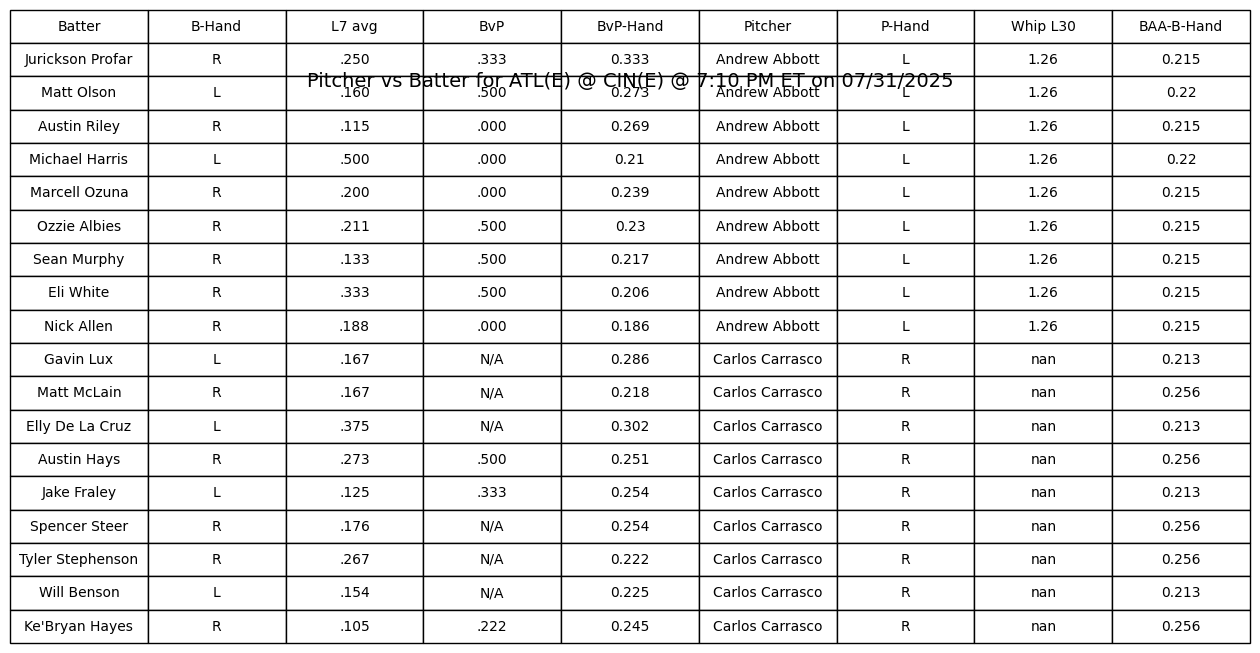 Batter B-Hand L7 avg BvP BvP-Hand Pitcher P-Hand Whip L30 BAA-B-Hand
Jurickson Profar R .250 .333 0.333 Andrew Abbott L 1.26 0.215
Pitcher vs Batter for ATL(E) @ CIN(E) @ 7:10 PM ET on 07/31/2025
Matt Olson L .160 .500 0.273 Andrew Abbott L 1.26 0.22
Austin Riley R .115 .000 0.269 Andrew Abbott L 1.26 0.215
Michael Harris L .500 .000 0.21 Andrew Abbott L 1.26 0.22
Marcell Ozuna R .200 .000 0.239 Andrew Abbott L 1.26 0.215
Ozzie Albies R .211 .500 0.23 Andrew Abbott L 1.26 0.215
Sean Murphy R .133 .500 0.217 Andrew Abbott L 1.26 0.215
Eli White R .333 .500 0.206 Andrew Abbott L 1.26 0.215
Nick Allen R .188 .000 0.186 Andrew Abbott L 1.26 0.215
Gavin Lux L .167 N/A 0.286 Carlos Carrasco R nan 0.213
Matt McLain R .167 N/A 0.218 Carlos Carrasco R nan 0.256
Elly De La Cruz L .375 N/A 0.302 Carlos Carrasco R nan 0.213
Austin Hays R .273 .500 0.251 Carlos Carrasco R nan 0.256
Jake Fraley L .125 .333 0.254 Carlos Carrasco R nan 0.213
Spencer Steer R .176 N/A 0.254 Carlos Carrasco R nan 0.256
Tyler Stephenson R .267 N/A 0.222 Carlos Carrasco R nan 0.256
Will Benson L .154 N/A 0.225 Carlos Carrasco R nan 0.213
Ke'Bryan Hayes R .105 .222 0.245 Carlos Carrasco R nan 0.256